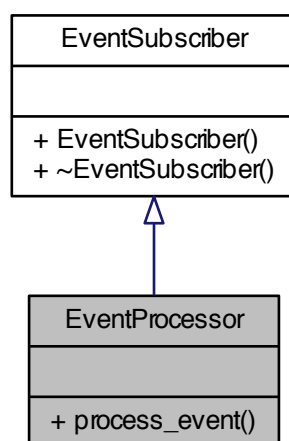 EventSubscriber
+ EventSubscriber()
+ ~EventSubscriber()
EventProcessor
+ process_event()